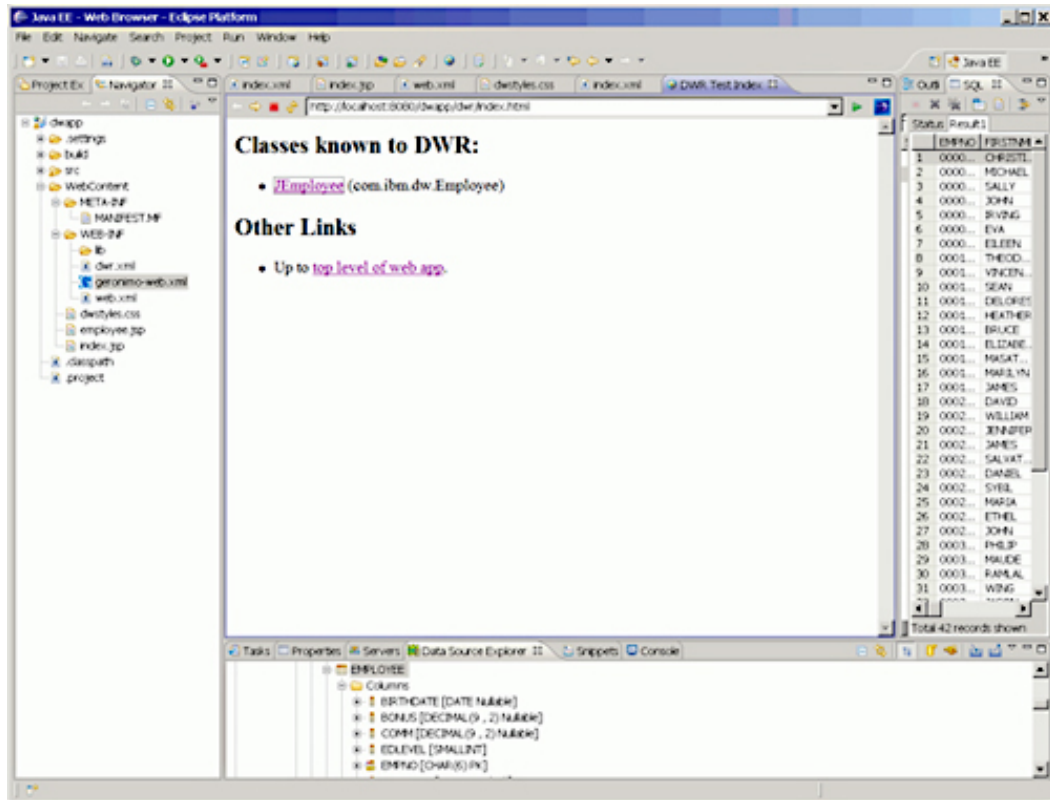 Java EE - Web Browser - Eclipse Platform
File Edit Navigate Search Project Run Window Help
Java EE
Project Ex Navigator index.xml index.jsp web.xml dwstyles.css index.xml DWR Test Index Outli SQL
http://localhost:8080/dwapp/dwr/index.html
dwapp
.settings
build
src
WebContent
META-INF
MANIFEST.MF
WEB-INF
lib
dwr.xml
geronimo-web.xml
web.xml
dwstyles.css
employee.jsp
index.jsp
.classpath
.project
Classes known to DWR:
• JEmployee (com.ibm.dw.Employee)
Other Links
• Up to top level of web app.
Status Result1
EMPNO FIRSTNM
1 0000... CHRISTI...
2 0000... MICHAEL
3 0000... SALLY
4 0000... JOHN
5 0000... IRVING
6 0000... EVA
7 0000... EILEEN
8 0001... THEOD...
9 0001... VINCEN...
10 0001... SEAN
11 0001... DELORES
12 0001... HEATHER
13 0001... BRUCE
14 0001... ELIZABE...
15 0001... MASAT...
16 0001... MARILYN
17 0001... JAMES
18 0002... DAVID
19 0002... WILLIAM
20 0002... JENNIFER
21 0002... JAMES
22 0002... SALVAT...
23 0002... DANIEL
24 0002... SYBIL
25 0002... MARIA
26 0002... ETHEL
27 0002... JOHN
28 0003... PHILIP
29 0003... MAUDE
30 0003... RAMLAL
31 0003... WING
Total 42 records shown
Tasks Properties Servers Data Source Explorer Snippets Console
EMPLOYEE
Columns
BIRTHDATE [DATE Nullable]
BONUS [DECIMAL(9 , 2) Nullable]
COMM [DECIMAL(9 , 2) Nullable]
EDLEVEL [SMALLINT]
EMPNO [CHAR(6) PK]